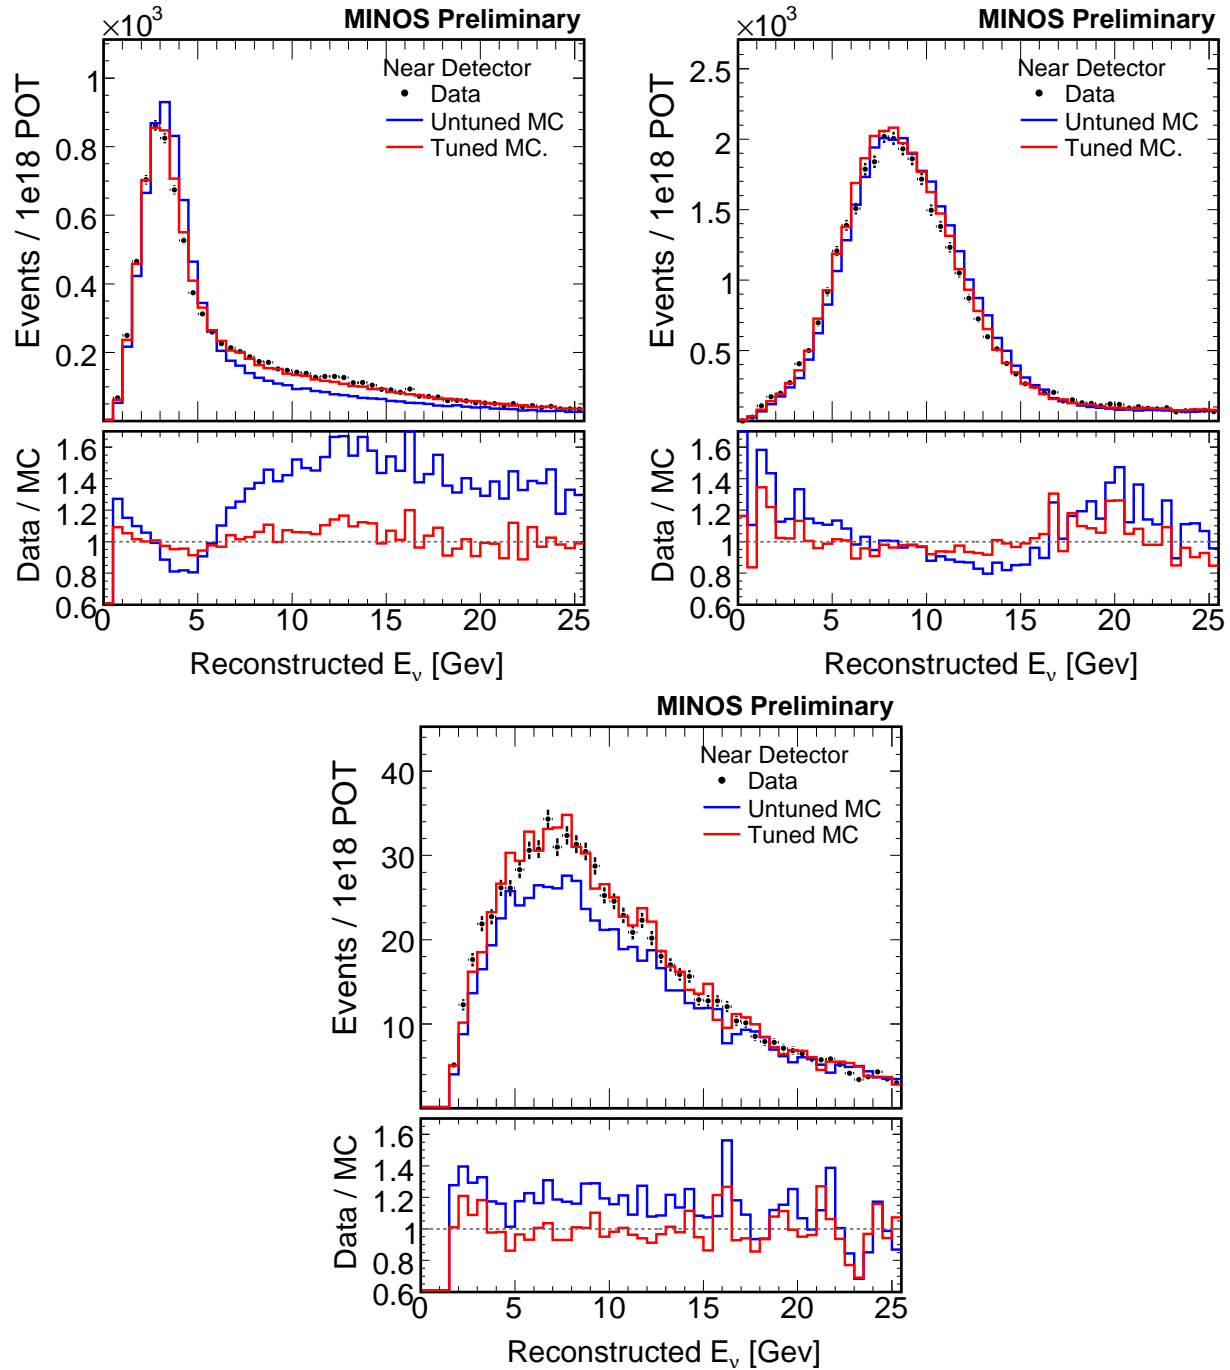 ×10³
MINOS Preliminary
Events / 1e18 POT
1
0.8
0.6
0.4
0.2
Near Detector
Data
Untuned MC
Tuned MC.
Data / MC
1.6
1.4
1.2
1
0.8
0.6
0 5 10 15 20 25
Reconstructed Eν [Gev]
×10³
MINOS Preliminary
Events / 1e18 POT
2.5
2
1.5
1
0.5
Near Detector
Data
Untuned MC
Tuned MC.
Data / MC
1.6
1.4
1.2
1
0.8
0.6
0 5 10 15 20 25
Reconstructed Eν [Gev]
MINOS Preliminary
Events / 1e18 POT
40
30
20
10
Near Detector
Data
Untuned MC
Tuned MC
Data / MC
1.6
1.4
1.2
1
0.8
0.6
0 5 10 15 20 25
Reconstructed Eν [Gev]